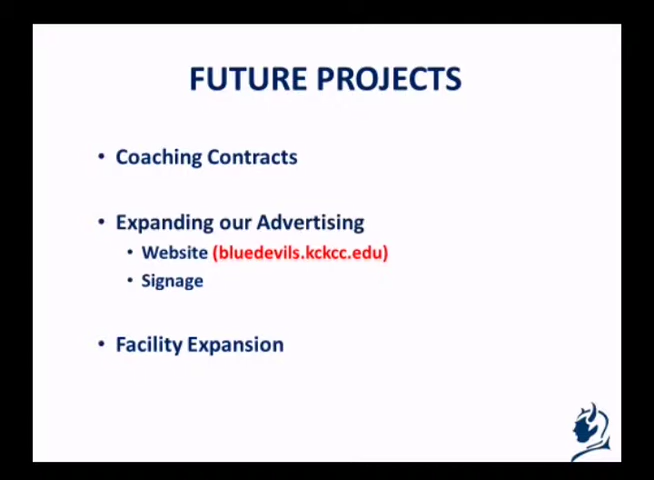 FUTURE PROJECTS
• Coaching Contracts
• Expanding our Advertising
• Website (bluedevils.kckcc.edu)
• Signage
• Facility Expansion